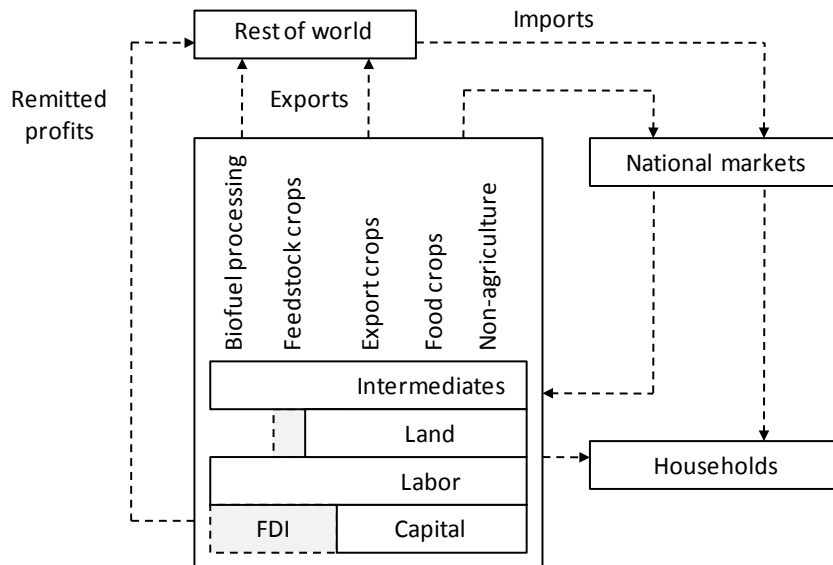 Rest of world
Imports
Remitted
profits
Exports
National markets
Biofuel processing
Feedstock crops
Export crops
Food crops
Non-agriculture
Intermediates
Land
Labor
Households
FDI
Capital